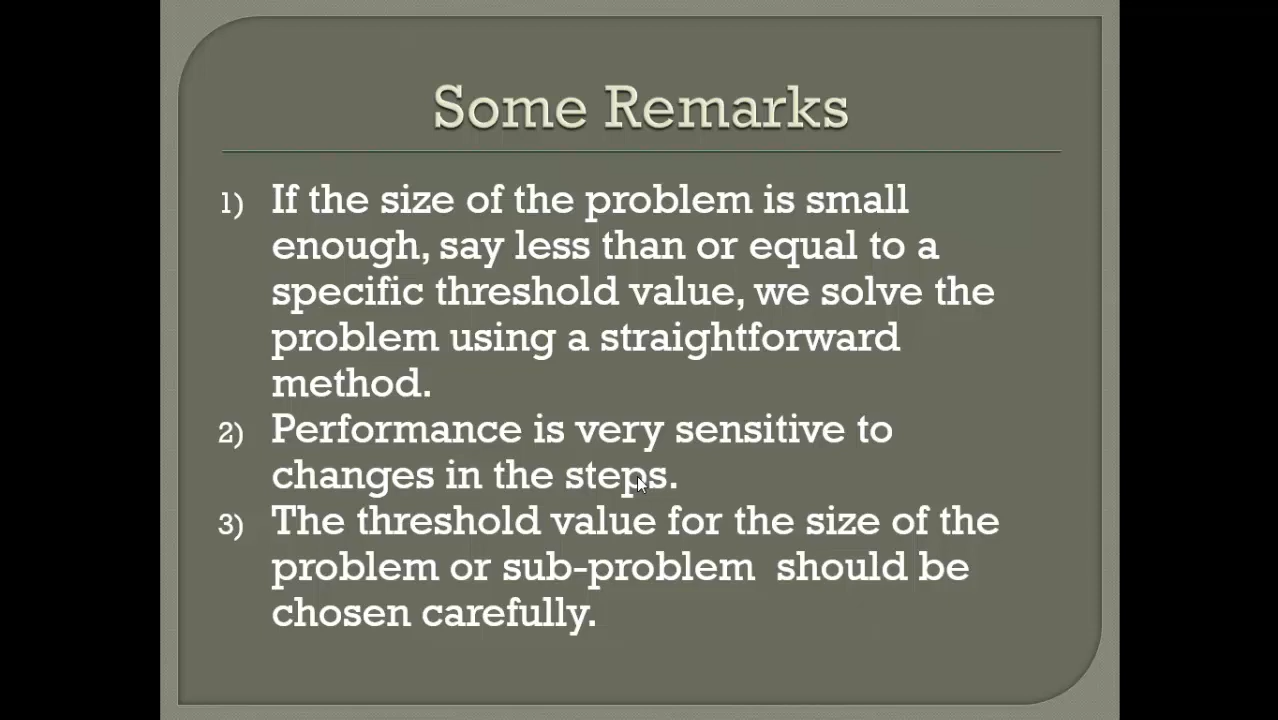 Some Remarks
1) If the size of the problem is small
enough, say less than or equal to a
specific threshold value, we solve the
problem using a straightforward
method.
2) Performance is very sensitive to
changes in the steps.
3) The threshold value for the size of the
problem or sub-problem  should be
chosen carefully.